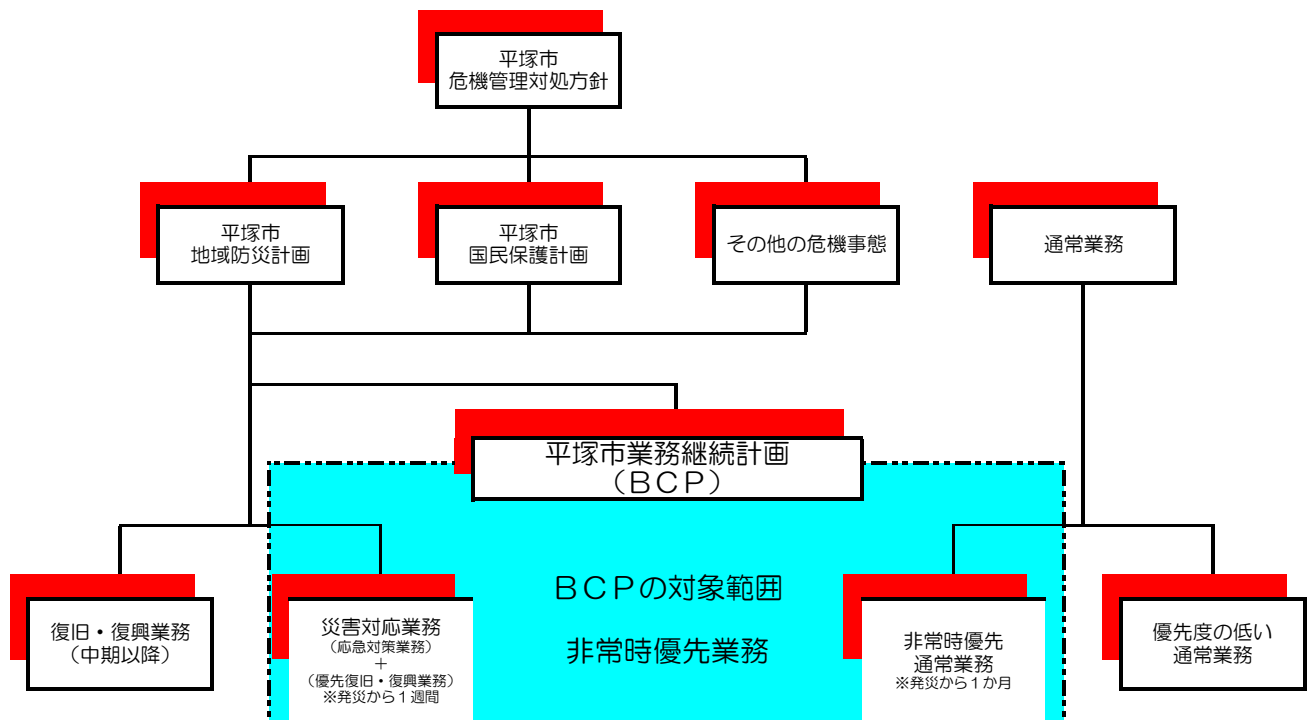 平塚市
危機管理対処方針
平塚市
地域防災計画
平塚市
国民保護計画
その他の危機事態
通常業務
平塚市業務継続計画
（ＢＣＰ）
ＢＣＰの対象範囲
非常時優先業務
復旧・復興業務
（中期以降）
災害対応業務
（応急対策業務）
＋
（優先復旧・復興業務）
※発災から１週間
非常時優先
通常業務
※発災から１か月
優先度の低い
通常業務